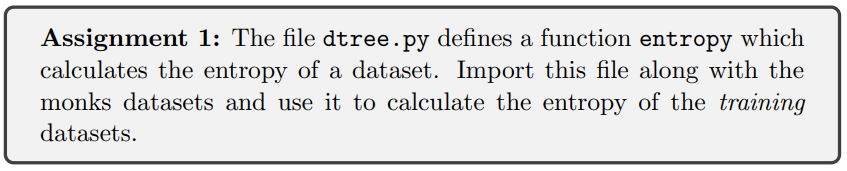 Assignment 1: The file dtree.py defines a function entropy which
calculates the entropy of a dataset. Import this file along with the
monks datasets and use it to calculate the entropy of the training
datasets.